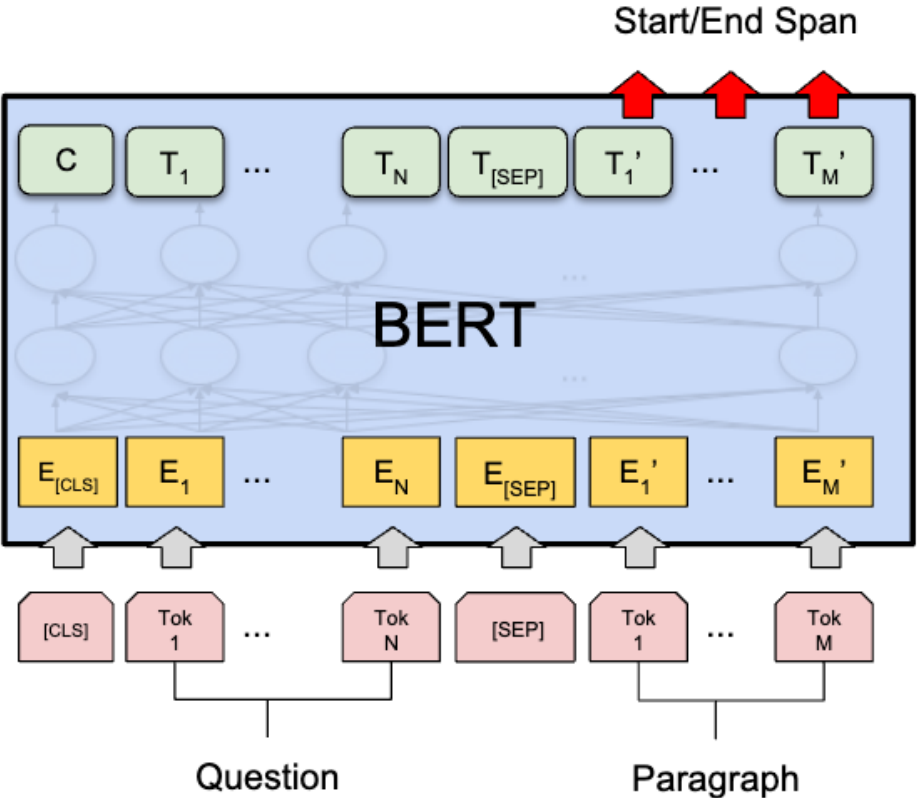 Start/End Span
C T1 ... TN T[SEP] T1' ... TM'
...
BERT
...
E[CLS] E1 ... EN E[SEP] E1' ... EM'
[CLS] Tok 1 ... Tok N [SEP] Tok 1 ... Tok M
Question Paragraph